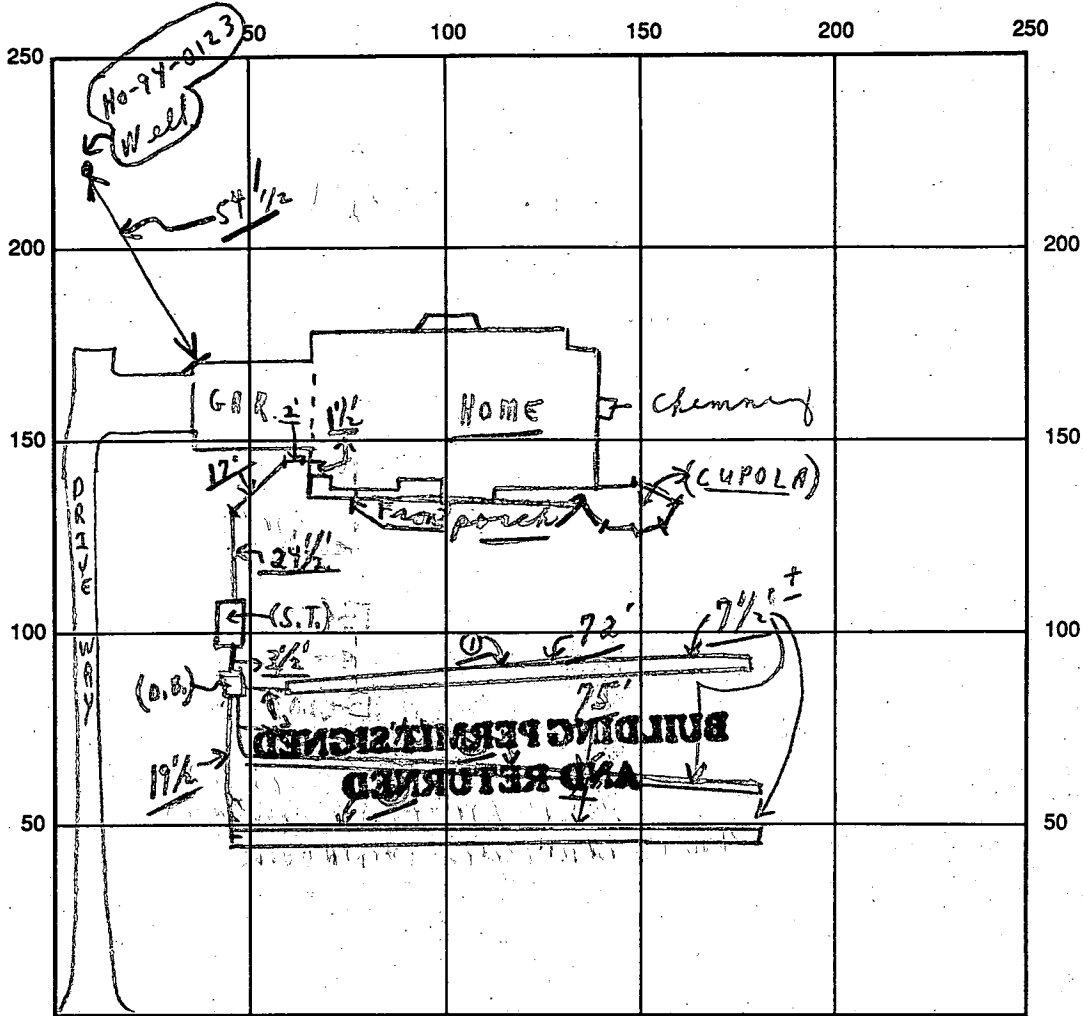 50 100 150 200 250
250
HO-94-0123
Well
54 1/2'
200 200
GAR. 2' 1 1/2' HOME Chimney
150 150
17' (CUPOLA)
Front porch
DRIVE WAY
24 1/2'
(S.T.) ① 72' 7 1/2' ±
100 100
3 1/2'
(D.B.)
75'
BUILDING PERMIT SIGNED
AND RETURNED
19 1/2
50 50